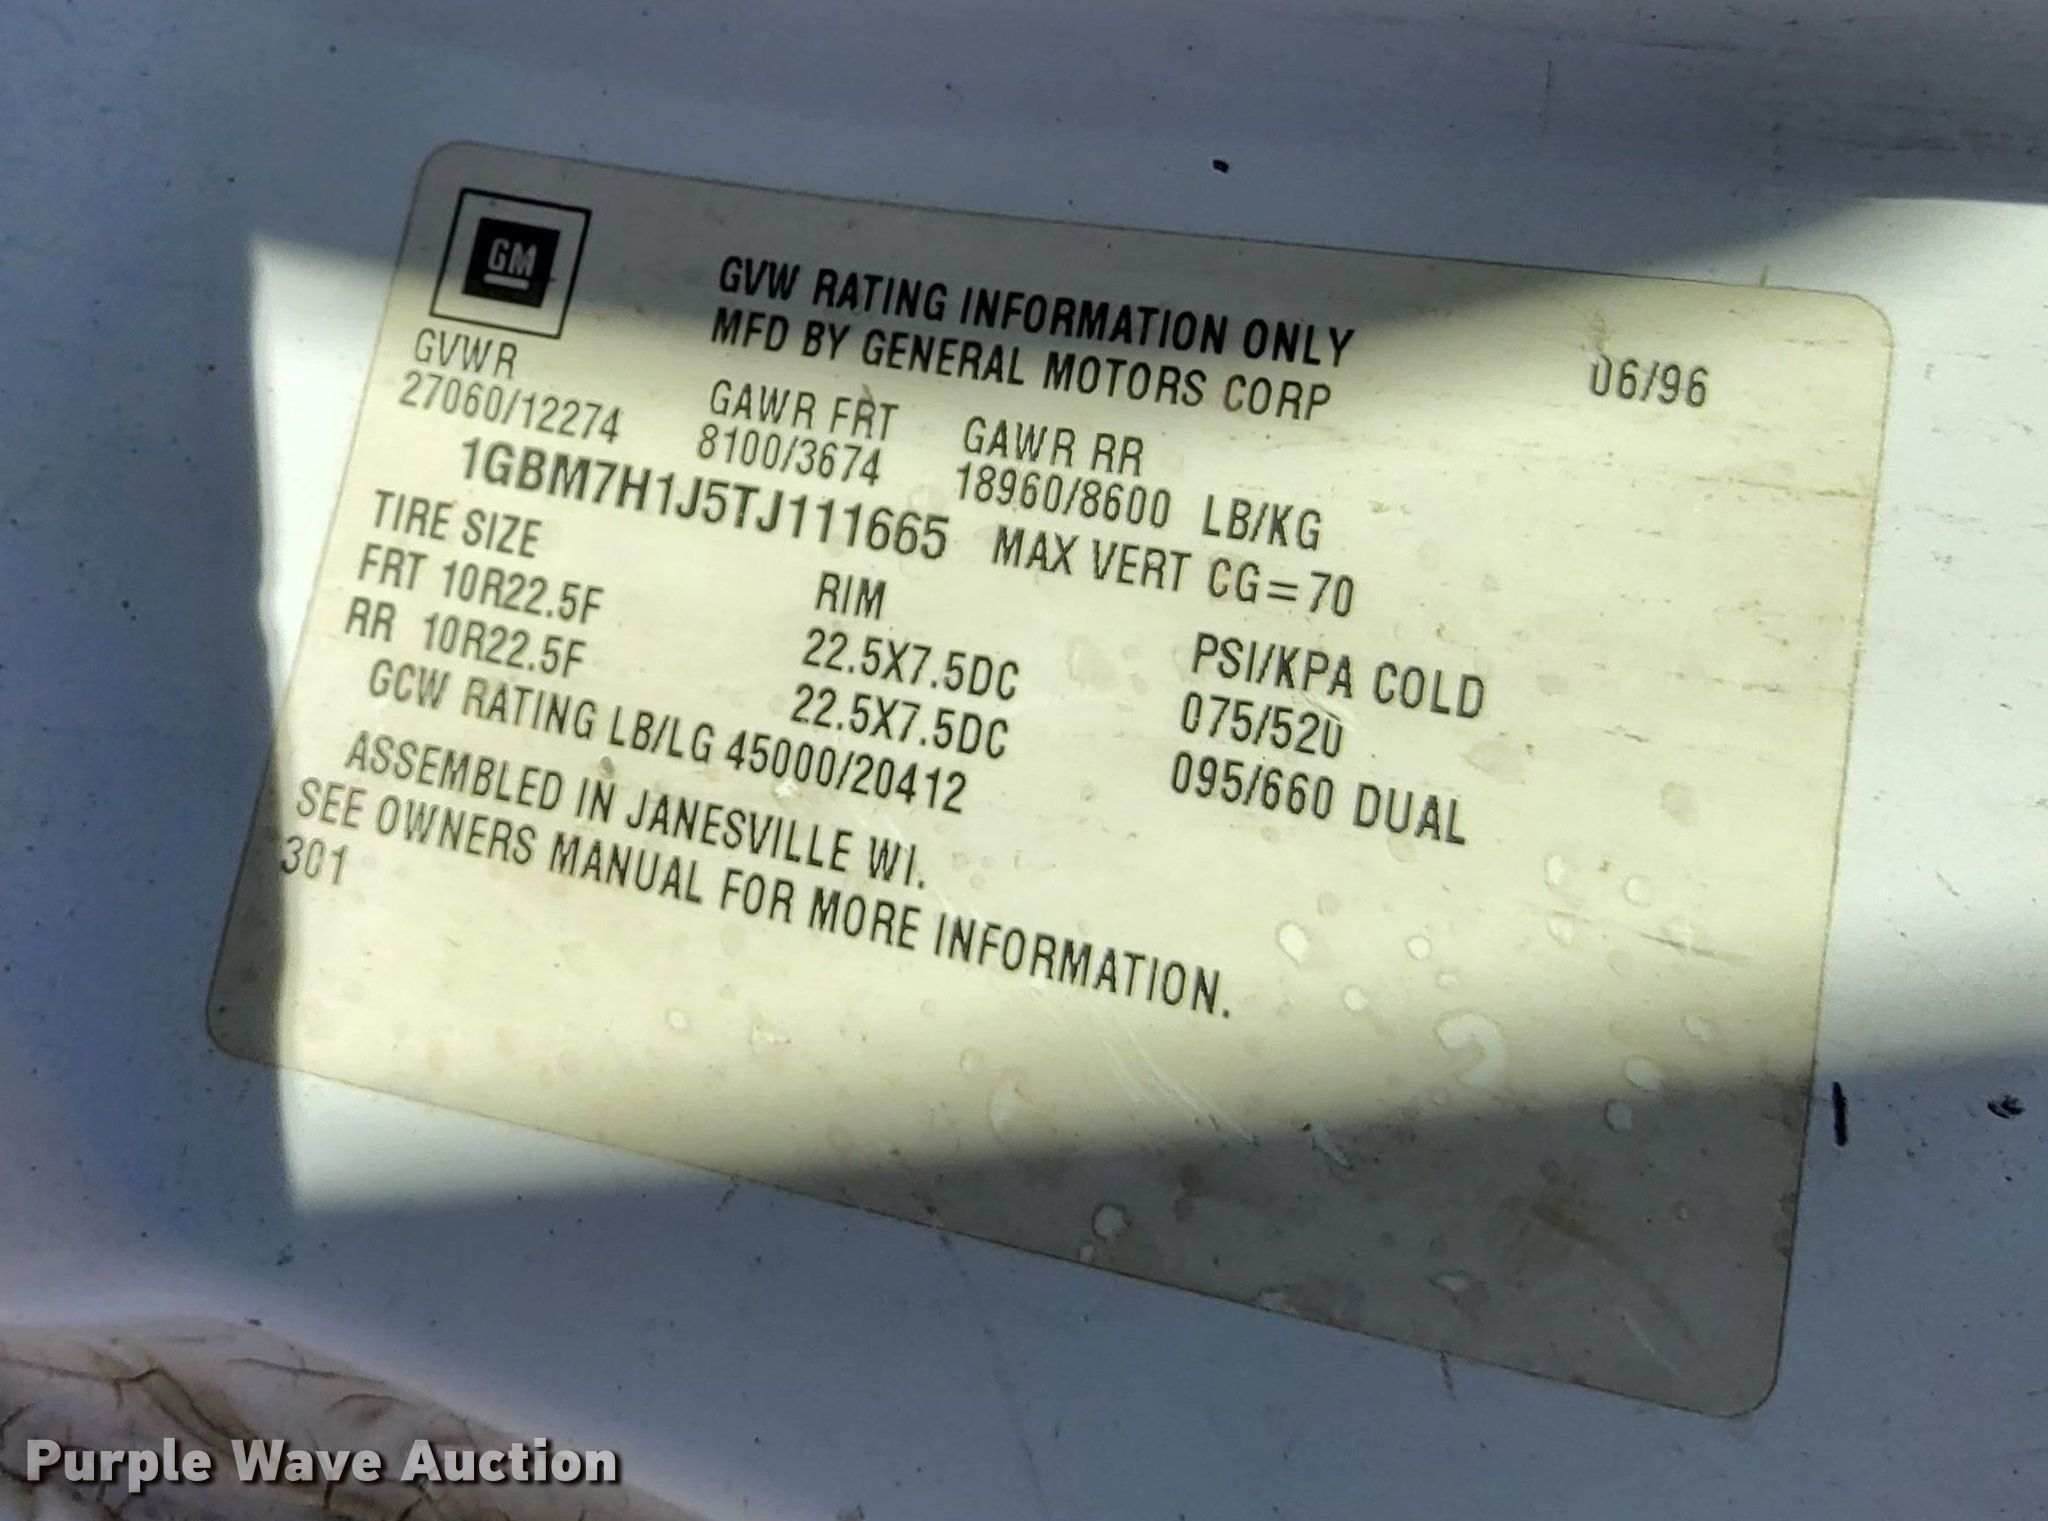 GM
GVW RATING INFORMATION ONLY
MFD BY GENERAL MOTORS CORP
06/96
GVWR GAWR FRT GAWR RR
27060/12274 8100/3674 18960/8600 LB/KG
1GBM7H1J5TJ111665 MAX VERT CG=70
TIRE SIZE RIM PSI/KPA COLD
FRT 10R22.5F 22.5X7.5DC 075/520
RR 10R22.5F 22.5X7.5DC 095/660 DUAL
GCW RATING LB/LG 45000/20412
ASSEMBLED IN JANESVILLE WI.
SEE OWNERS MANUAL FOR MORE INFORMATION.
301
Purple Wave Auction